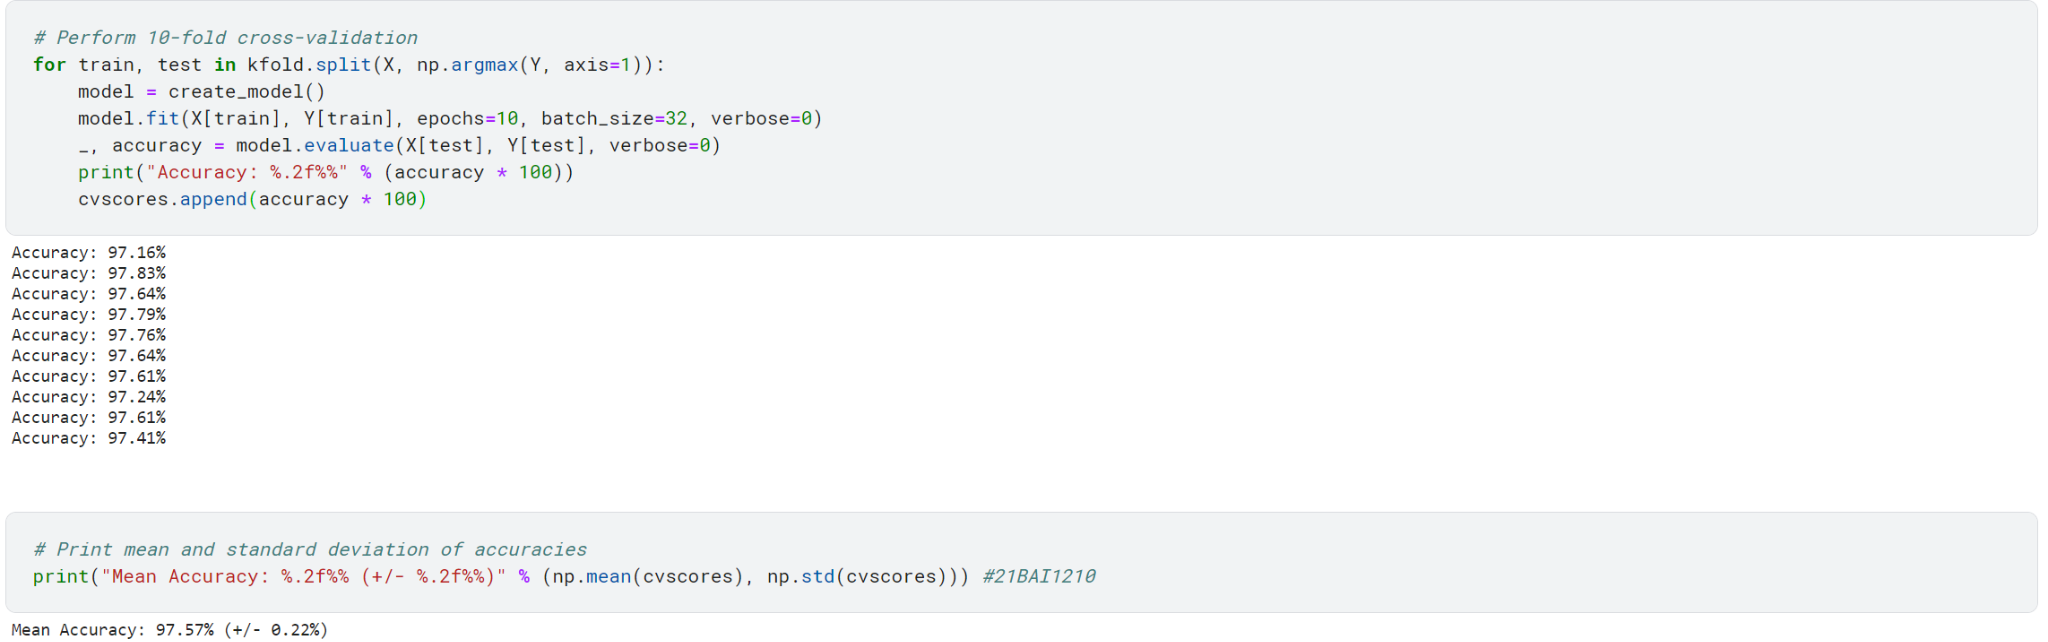 # Perform 10-fold cross-validation
for train, test in kfold.split(X, np.argmax(Y, axis=1)):
    model = create_model()
    model.fit(X[train], Y[train], epochs=10, batch_size=32, verbose=0)
    _, accuracy = model.evaluate(X[test], Y[test], verbose=0)
    print("Accuracy: %.2f%%" % (accuracy * 100))
    cvscores.append(accuracy * 100)
Accuracy: 97.16%
Accuracy: 97.83%
Accuracy: 97.64%
Accuracy: 97.79%
Accuracy: 97.76%
Accuracy: 97.64%
Accuracy: 97.61%
Accuracy: 97.24%
Accuracy: 97.61%
Accuracy: 97.41%
# Print mean and standard deviation of accuracies
print("Mean Accuracy: %.2f%% (+/- %.2f%%)" % (np.mean(cvscores), np.std(cvscores))) #21BAI1210
Mean Accuracy: 97.57% (+/- 0.22%)